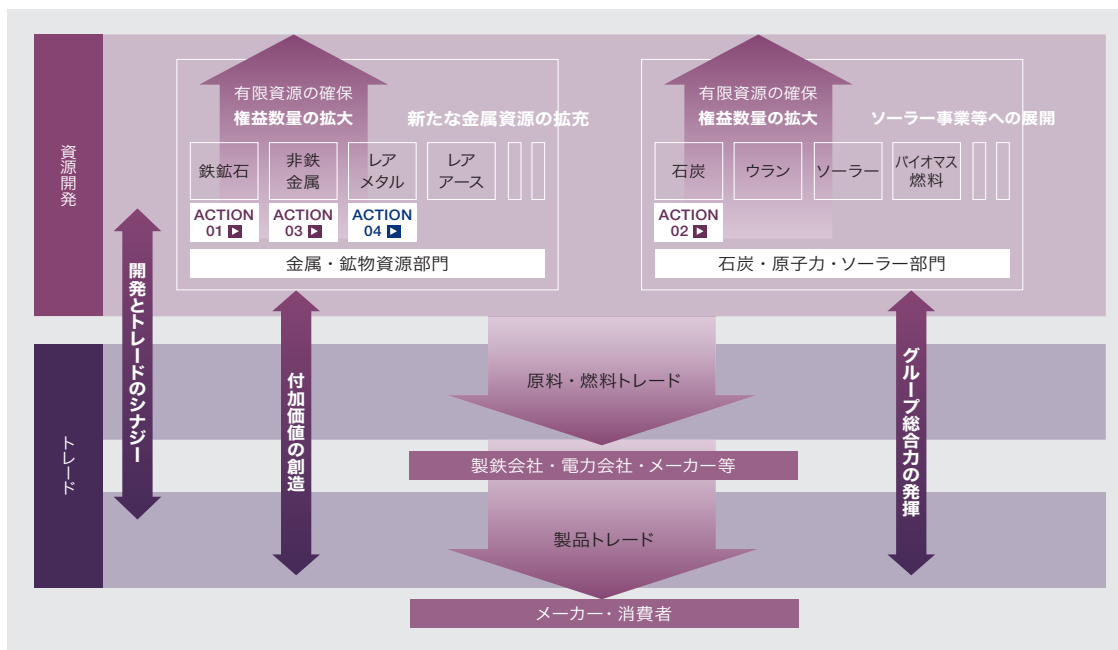 資源開発
有限資源の確保
権益数量の拡大
新たな金属資源の拡充
鉄鉱石
非鉄
金属
レア
メタル
レア
アース
ACTION
01
ACTION
03
ACTION
04
金属・鉱物資源部門
有限資源の確保
権益数量の拡大
ソーラー事業等への展開
石炭
ウラン
ソーラー
バイオマス
燃料
ACTION
02
石炭・原子力・ソーラー部門
開発とトレードのシナジー
付加価値の創造
グループ総合力の発揮
トレード
原料・燃料トレード
製鉄会社・電力会社・メーカー等
製品トレード
メーカー・消費者